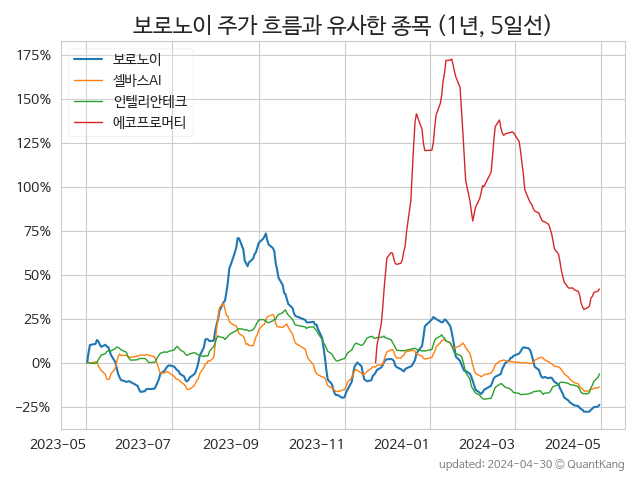 보로노이 주가 흐름과 유사한 종목 (1년, 5일선)
175%
150%
125%
100%
75%
50%
25%
0%
−25%
보로노이
셀바스AI
인텔리안테크
에코프로머티
2023-05 2023-07 2023-09 2023-11 2024-01 2024-03 2024-05
updated: 2024-04-30 © QuantKang